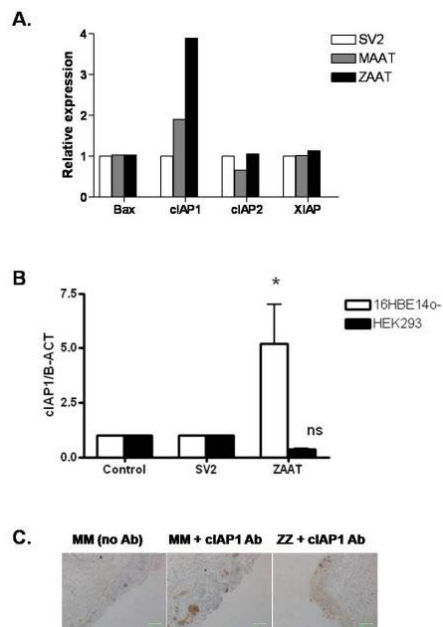 A.
SV2
MAAT
ZAAT
Relative expression
4
3
2
1
0
Bax cIAP1 cIAP2 XIAP
B
*
16HBE14o-
HEK293
cIAP1/B-ACT
7.5
5.0
2.5
0.0
ns
Control SV2 ZAAT
C.
MM (no Ab) MM + cIAP1 Ab ZZ + cIAP1 Ab